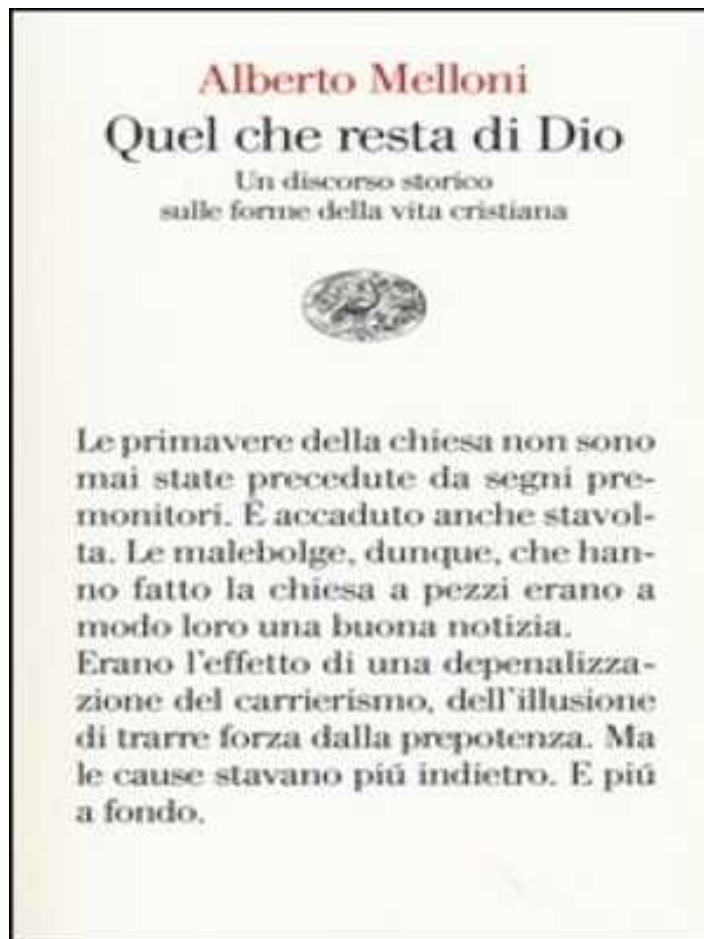 Alberto Melloni
Quel che resta di Dio
Un discorso storico
sulle forme della vita cristiana
Le primavere della chiesa non sono
mai state precedute da segni pre-
monitori. È accaduto anche stavol-
ta. Le malebolge, dunque, che han-
no fatto la chiesa a pezzi erano a
modo loro una buona notizia.
Erano l'effetto di una depenalizza-
zione del carrierismo, dell'illusione
di trarre forza dalla prepotenza. Ma
le cause stavano piú indietro. E piú
a fondo.